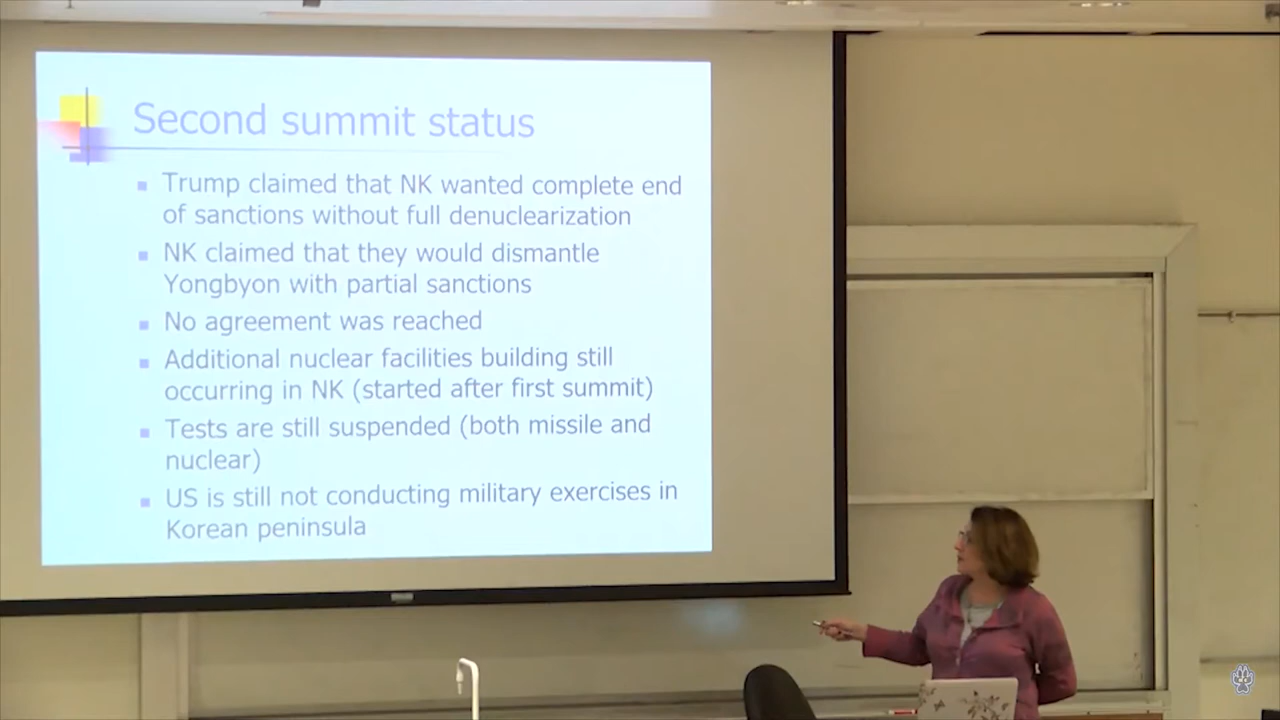 Second summit status
Trump claimed that NK wanted complete end
of sanctions without full denuclearization
NK claimed that they would dismantle
Yongbyon with partial sanctions
No agreement was reached
Additional nuclear facilities building still
occurring in NK (started after first summit)
Tests are still suspended (both missile and
nuclear)
US is still not conducting military exercises in
Korean peninsula